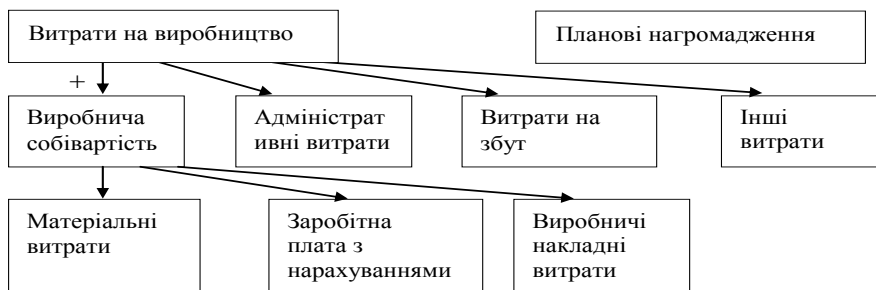 Витрати на виробництво
Планові нагромадження
+
Виробнича
собівартість
Адміністрат
ивні витрати
Витрати на
збут
Інші
витрати
Матеріальні
витрати
Заробітна
плата з
нарахуваннями
Виробничі
накладні
витрати